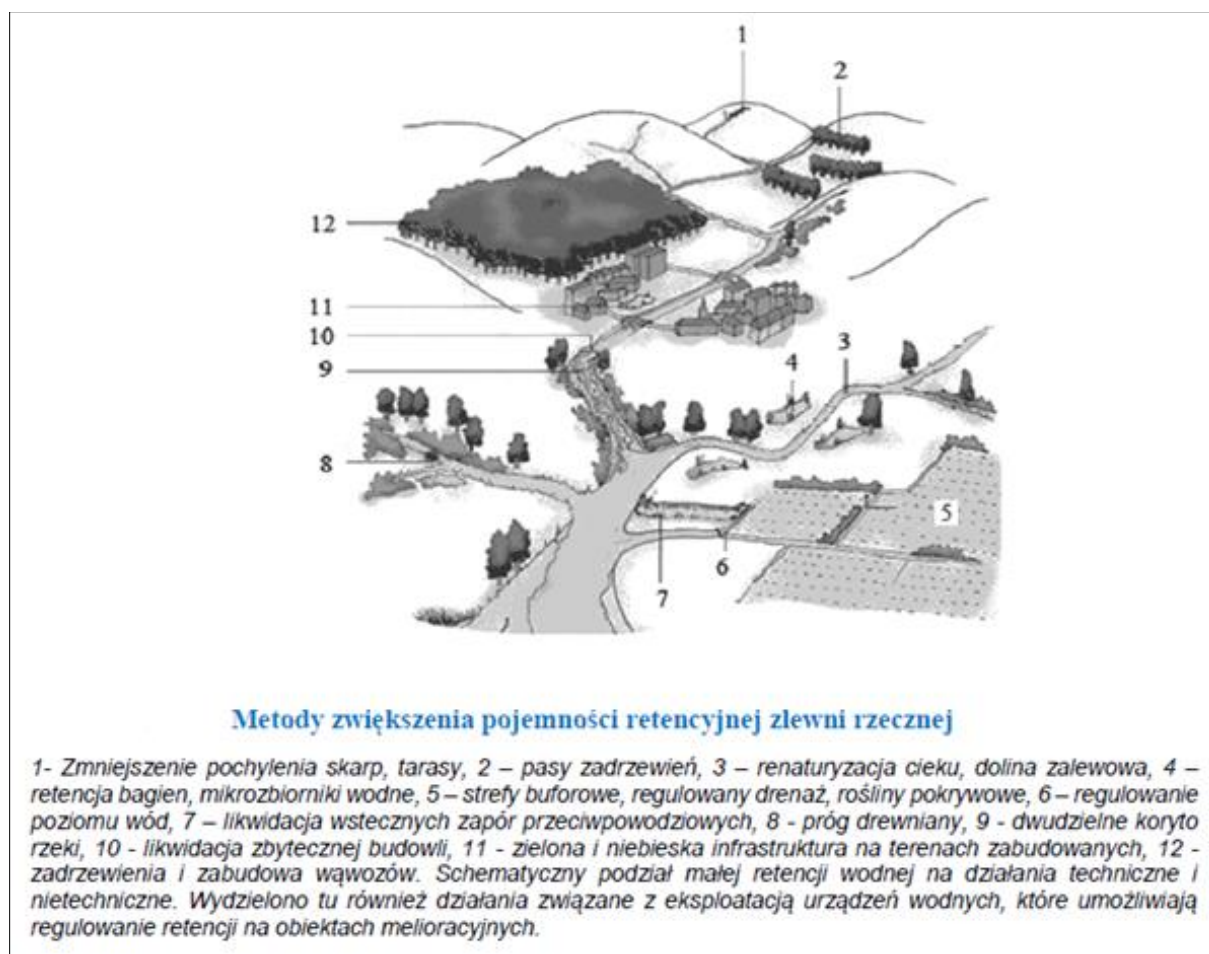 1
2
12
11
10
9
3
4
8
5
6
7
Metody zwiększenia pojemności retencyjnej zlewni rzecznej
1- Zmniejszenie pochylenia skarp, tarasy, 2 – pasy zadrzewień, 3 – renaturyzacja cieku, dolina zalewowa, 4 –
retencja bagien, mikrozbiorniki wodne, 5 – strefy buforowe, regulowany drenaż, rośliny pokrywowe, 6 – regulowanie
poziomu wód, 7 – likwidacja wstecznych zapór przeciwpowodziowych, 8 - próg drewniany, 9 - dwudzielne koryto
rzeki, 10 - likwidacja zbytecznej budowli, 11 - zielona i niebieska infrastruktura na terenach zabudowanych, 12 -
zadrzewienia i zabudowa wąwozów. Schematyczny podział małej retencji wodnej na działania techniczne i
nietechniczne. Wydzielono tu również działania związane z eksploatacją urządzeń wodnych, które umożliwiają
regulowanie retencji na obiektach melioracyjnych.